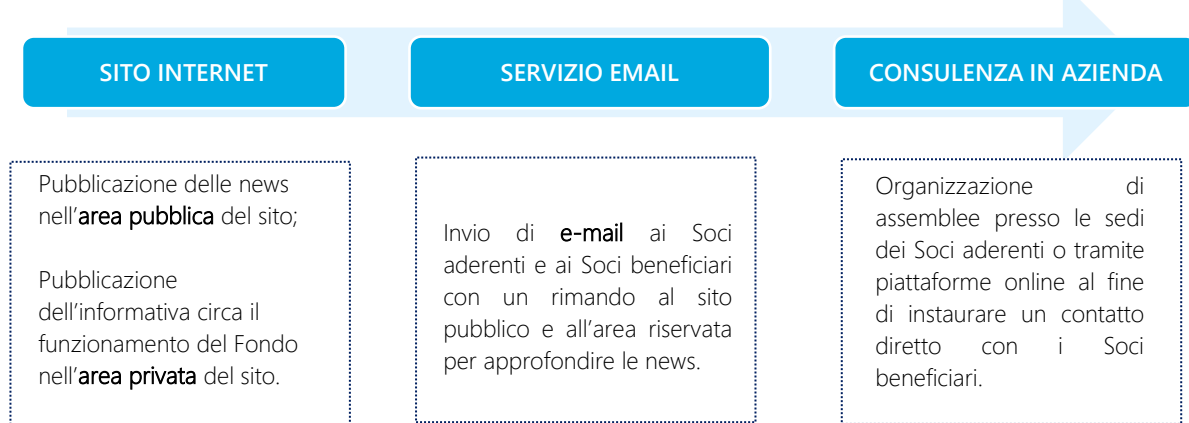 SITO INTERNET
Pubblicazione delle news
nell'area pubblica del sito;
Pubblicazione
dell'informativa circa il
funzionamento del Fondo
nell'area privata del sito.
SERVIZIO EMAIL
Invio di e-mail ai Soci
aderenti e ai Soci beneficiari
con un rimando al sito
pubblico e all'area riservata
per approfondire le news.
CONSULENZA IN AZIENDA
Organizzazione di
assemblee presso le sedi
dei Soci aderenti o tramite
piattaforme online al fine
di instaurare un contatto
diretto con i Soci
beneficiari.